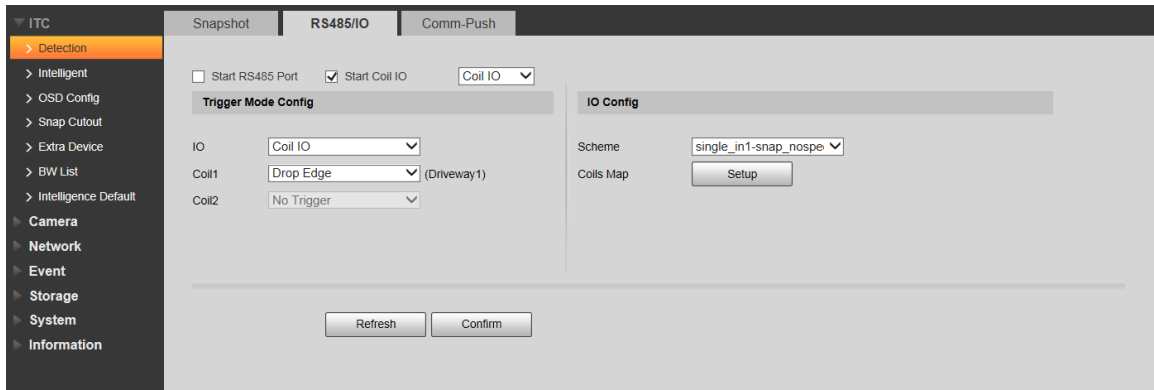 ITC
Detection
Intelligent
OSD Config
Snap Cutout
Extra Device
BW List
Intelligence Default
Camera
Network
Event
Storage
System
Information
Snapshot RS485/IO Comm-Push
Start RS485 Port Start Coil IO Coil IO
Trigger Mode Config
IO Coil IO
Coil1 Drop Edge (Driveway1)
Coil2 No Trigger
IO Config
Scheme single_in1-snap_nospe
Coils Map Setup
Refresh Confirm